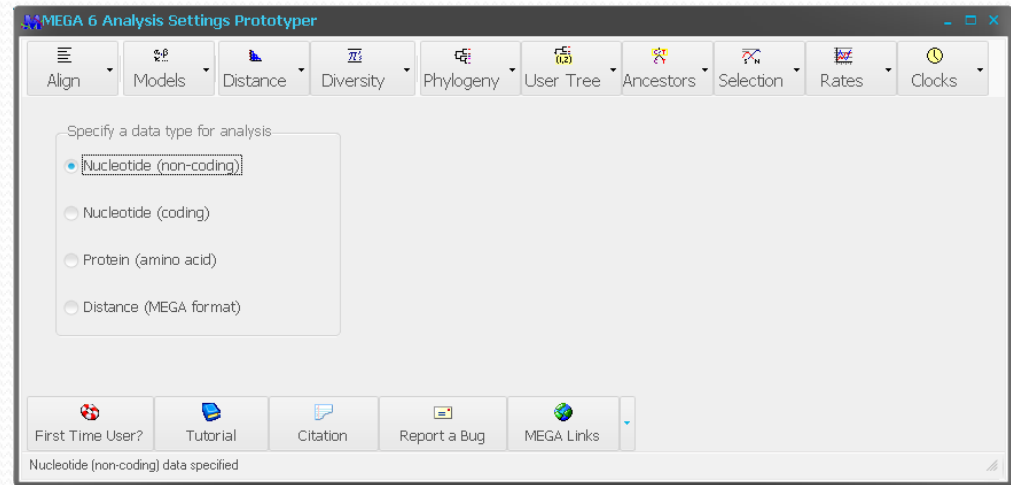 MEGA 6 Analysis Settings Prototyper
Align Models Distance Diversity Phylogeny User Tree Ancestors Selection Rates Clocks
Specify a data type for analysis
Nucleotide (non-coding)
Nucleotide (coding)
Protein (amino acid)
Distance (MEGA format)
First Time User? Tutorial Citation Report a Bug MEGA Links
Nucleotide (non-coding) data specified